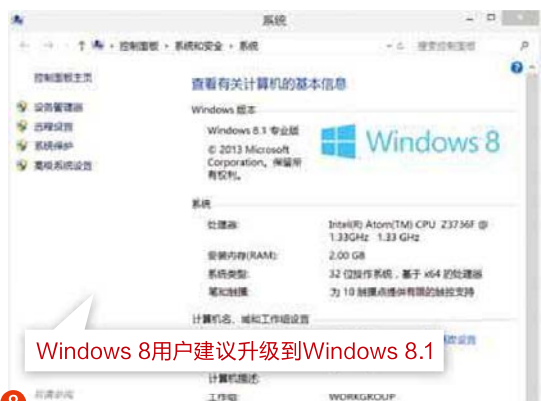 系统
控制面板 系统和安全 系统
搜索控制面板
控制面板主页
设备管理器
远程设置
系统保护
高级系统设置
查看有关计算机的基本信息
Windows 版本
Windows 8.1 专业版
© 2013 Microsoft
Corporation。保留所
有权利。
Windows 8
系统
处理器:
Intel(R) Atom(TM) CPU Z3736F @
1.33GHz 1.33 GHz
安装内存(RAM):
2.00 GB
系统类型:
32 位操作系统，基于 x64 的处理器
笔和触摸:
为 10 触摸点提供有限的触控支持
计算机名、域和工作组设置
Windows 8用户建议升级到Windows 8.1
更改设置
计算机描述:
另请参阅
工作组:
WORKGROUP